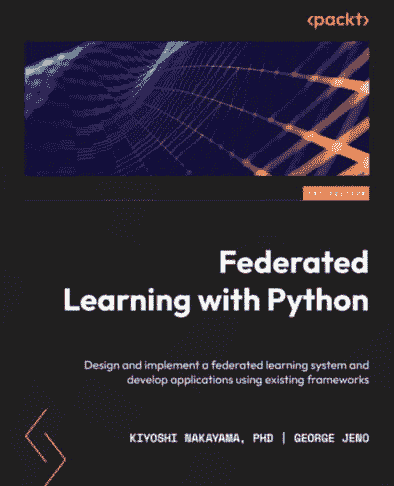 <packt>
Federated
Learning with Python
Design and implement a federated learning system and
develop applications using existing frameworks
KIYOSHI NAKAYAMA, PHD | GEORGE JENO